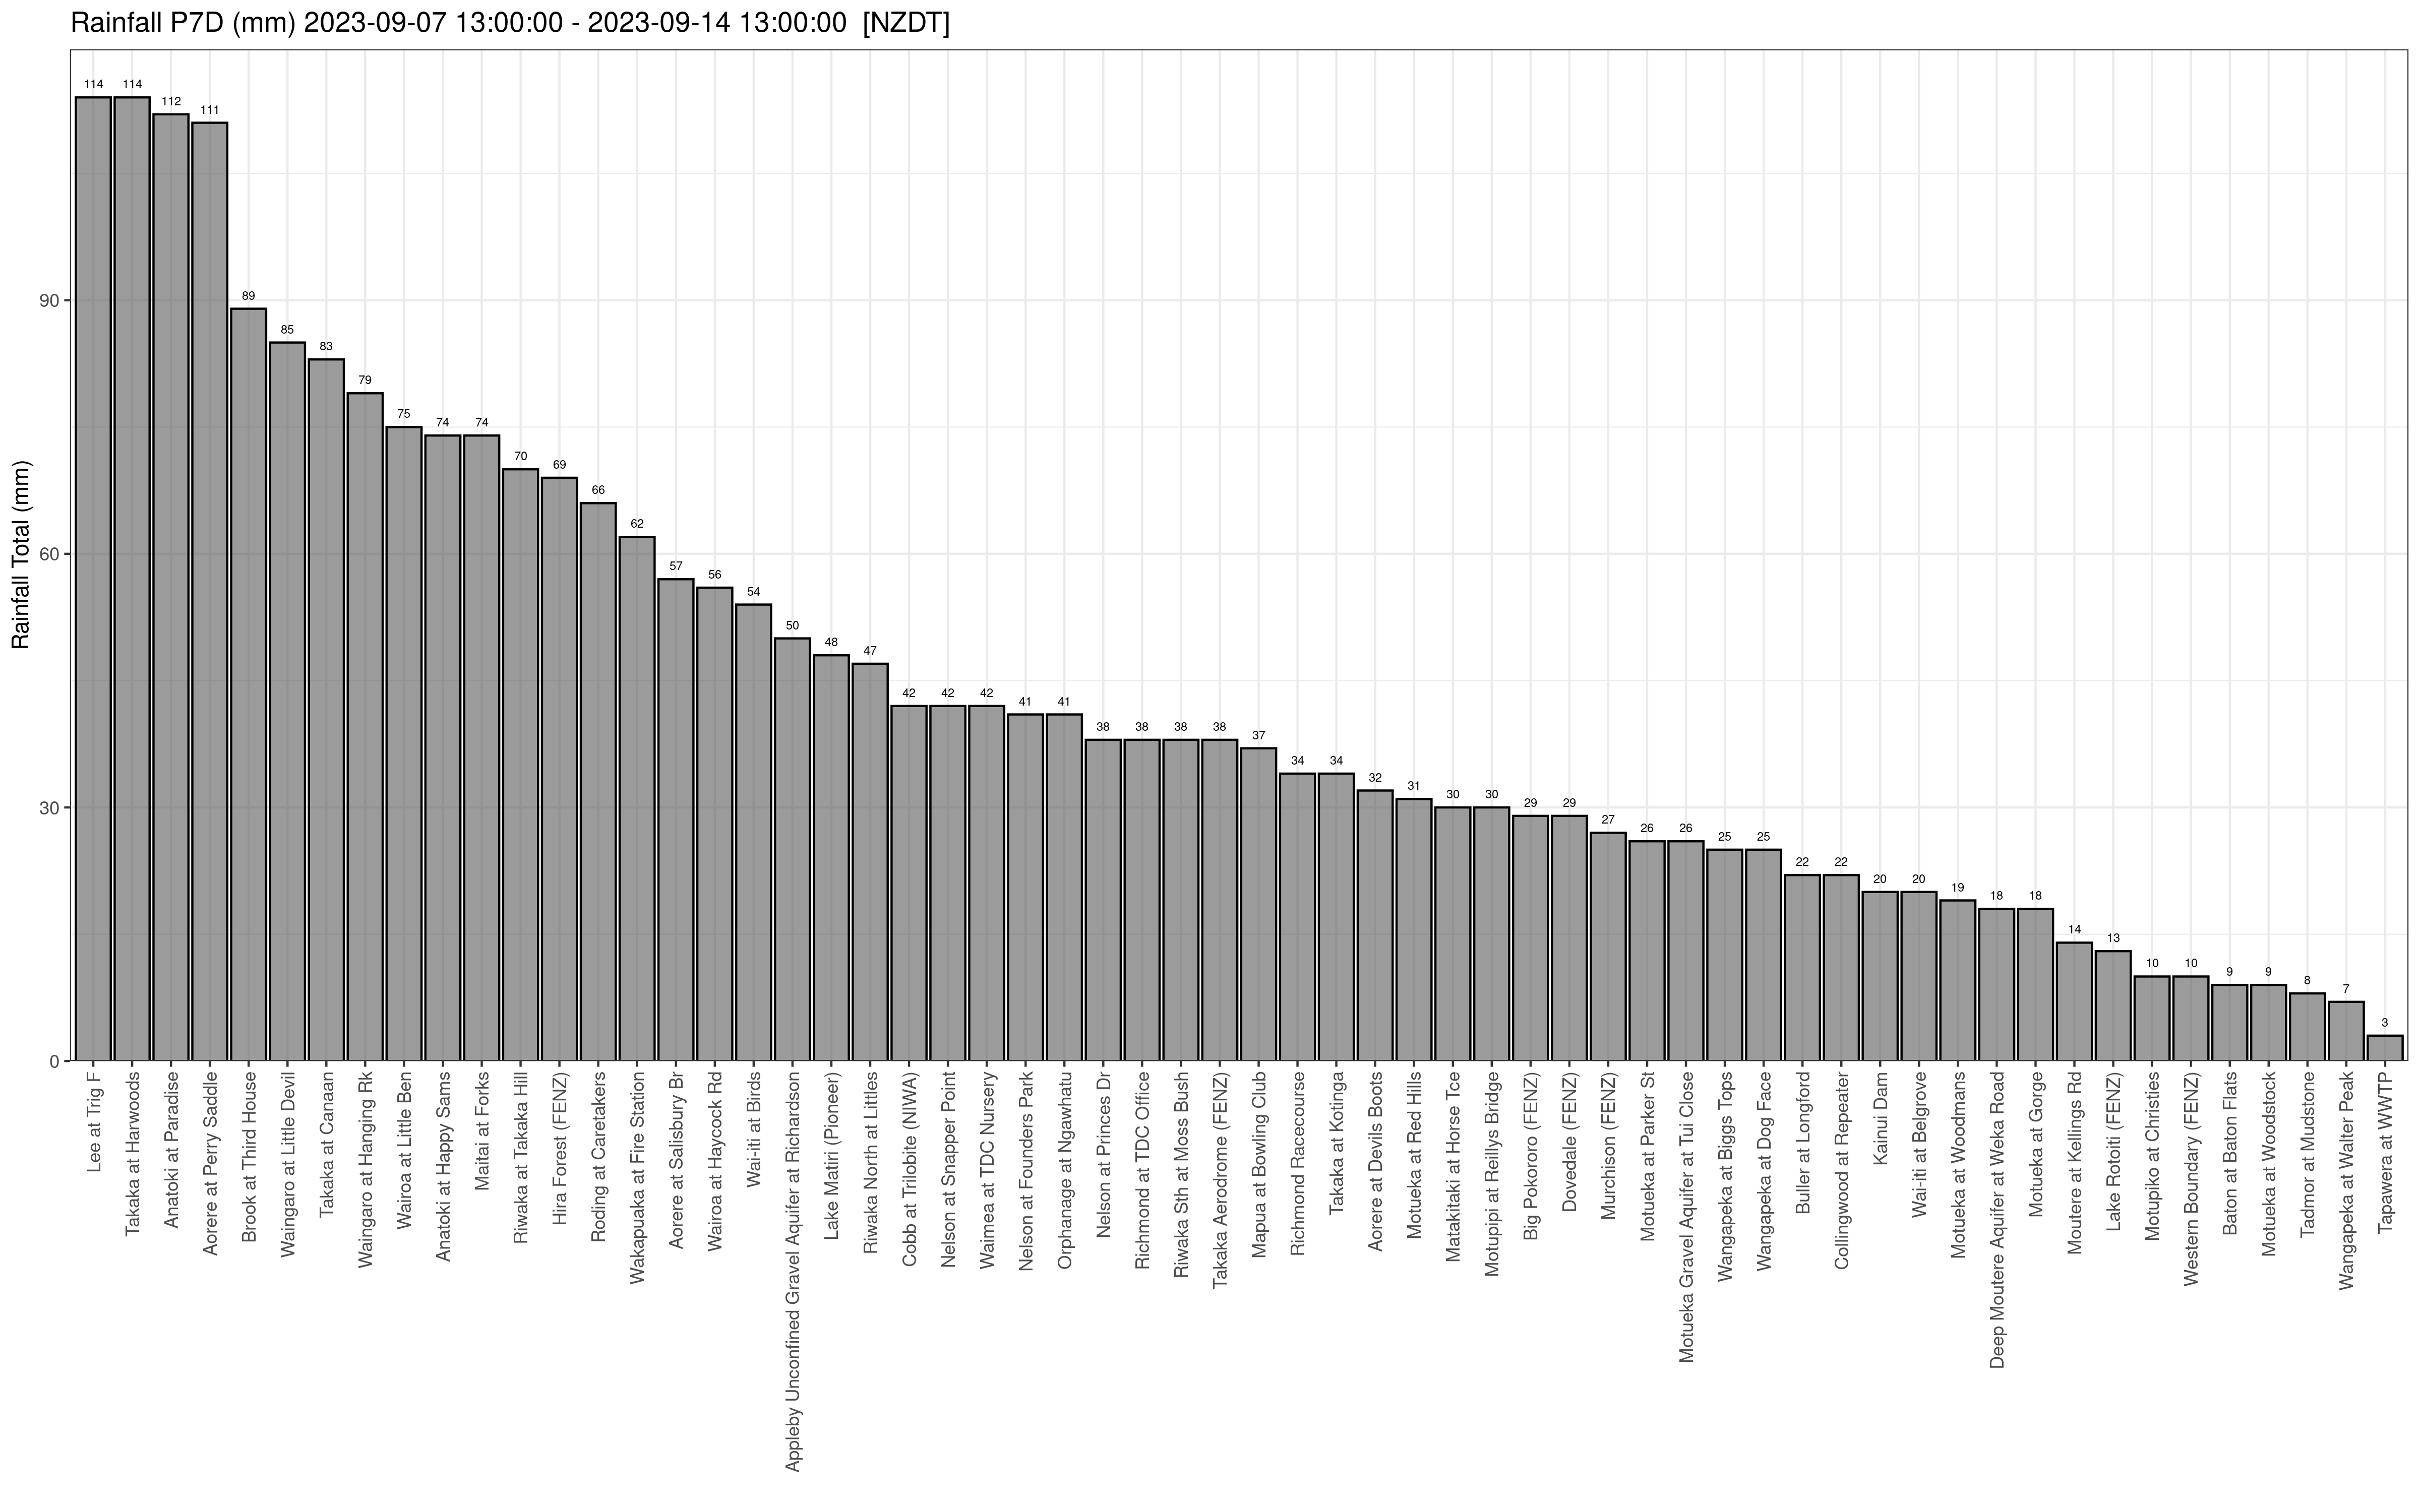 Rainfall P7D (mm) 2023-09-07 13:00:00 - 2023-09-14 13:00:00  [NZDT]
Rainfall Total (mm)
90
60
30
0
114
114
112
111
89
85
83
79
75
74
74
70
69
66
62
57
56
54
50
48
47
42
42
42
41
41
38
38
38
38
37
34
34
32
31
30
30
29
29
27
26
26
25
25
22
22
20
20
19
18
18
14
13
10
10
9
9
8
7
3
Lee at Trig F
Takaka at Harwoods
Anatoki at Paradise
Aorere at Perry Saddle
Brook at Third House
Waingaro at Little Devil
Takaka at Canaan
Waingaro at Hanging Rk
Wairoa at Little Ben
Anatoki at Happy Sams
Maitai at Forks
Riwaka at Takaka Hill
Hira Forest (FENZ)
Roding at Caretakers
Wakapuaka at Fire Station
Aorere at Salisbury Br
Wairoa at Haycock Rd
Wai-iti at Birds
Appleby Unconfined Gravel Aquifer at Richardson
Lake Matiri (Pioneer)
Riwaka North at Littles
Cobb at Trilobite (NIWA)
Nelson at Snapper Point
Waimea at TDC Nursery
Nelson at Founders Park
Orphanage at Ngawhatu
Nelson at Princes Dr
Richmond at TDC Office
Riwaka Sth at Moss Bush
Takaka Aerodrome (FENZ)
Mapua at Bowling Club
Richmond Racecourse
Takaka at Kotinga
Aorere at Devils Boots
Motueka at Red Hills
Matakitaki at Horse Tce
Motupipi at Reillys Bridge
Big Pokororo (FENZ)
Dovedale (FENZ)
Murchison (FENZ)
Motueka at Parker St
Motueka Gravel Aquifer at Tui Close
Wangapeka at Biggs Tops
Wangapeka at Dog Face
Buller at Longford
Collingwood at Repeater
Kainui Dam
Wai-iti at Belgrove
Motueka at Woodmans
Deep Moutere Aquifer at Weka Road
Motueka at Gorge
Moutere at Kellings Rd
Lake Rotoiti (FENZ)
Motupiko at Christies
Western Boundary (FENZ)
Baton at Baton Flats
Motueka at Woodstock
Tadmor at Mudstone
Wangapeka at Walter Peak
Tapawera at WWTP